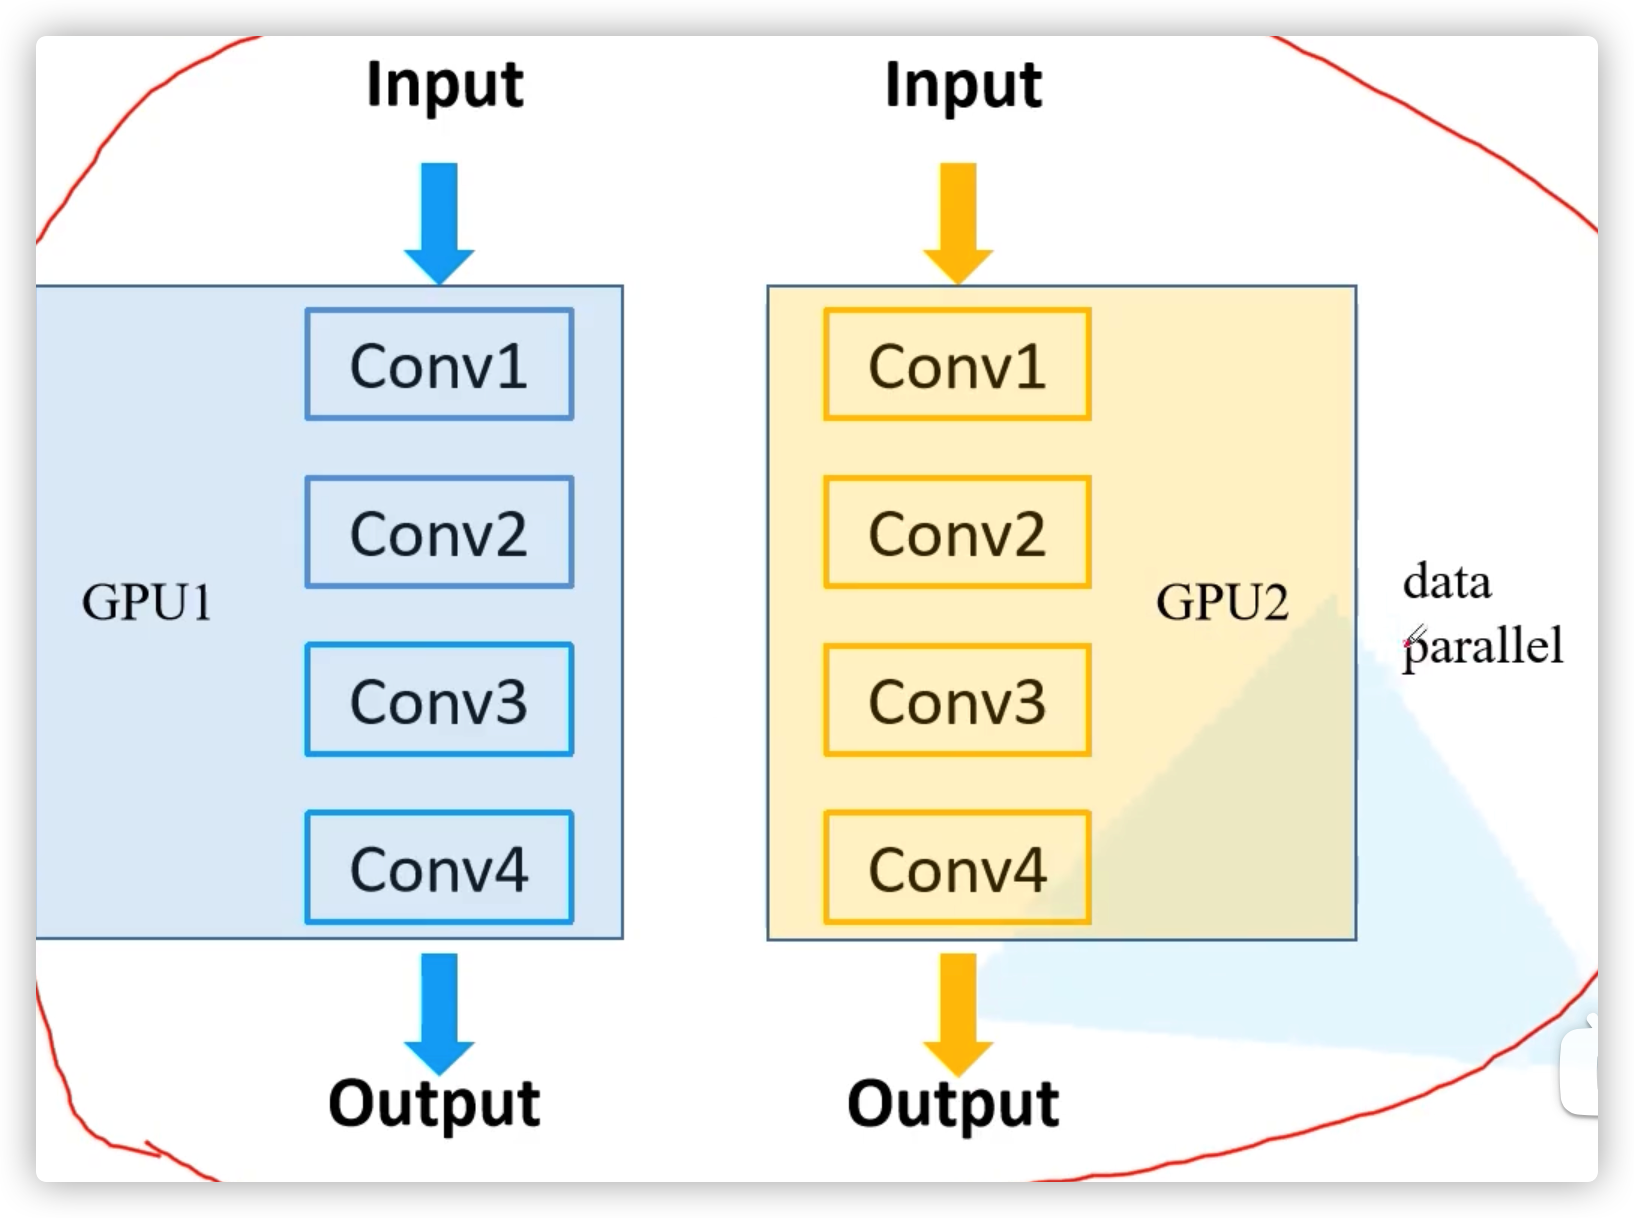 Input
Input
Conv1
Conv1
Conv2
Conv2
GPU1
GPU2
data
parallel
Conv3
Conv3
Conv4
Conv4
Output
Output